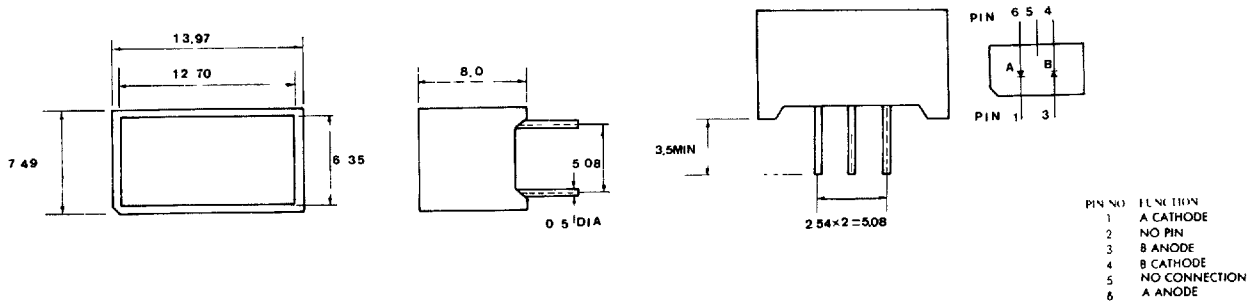 13,97
12 70
7 49
6 35
8,0
5 08
0 5 DIA
3,5MIN
2 54×2=5,08
PIN 6 5 4
A B
PIN 1 3
PIN NO FUNCTION
1 A CATHODE
2 NO PIN
3 B ANODE
4 B CATHODE
5 NO CONNECTION
6 A ANODE